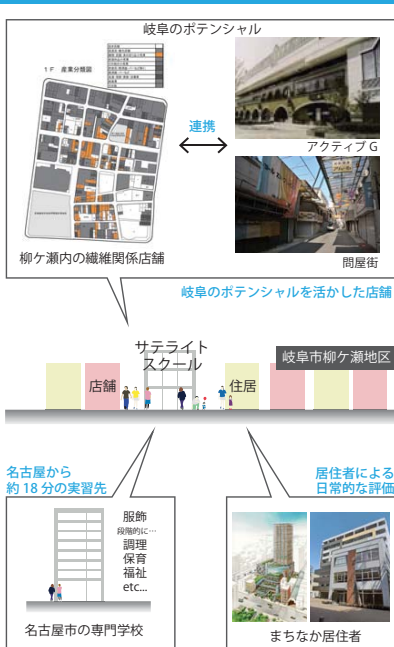 岐阜のポテンシャル
1F 産業分類図
連携
アクティブ G
柳ケ瀬内の繊維関係店舗
問屋街
岐阜のポテンシャルを活かした店舗
サテライト
スクール
岐阜市柳ケ瀬地区
店舗
住居
名古屋から
約 18 分の実習先
居住者による
日常的な評価
服飾
段階的に…
調理
保育
福祉
etc...
名古屋市の専門学校
まちなか居住者